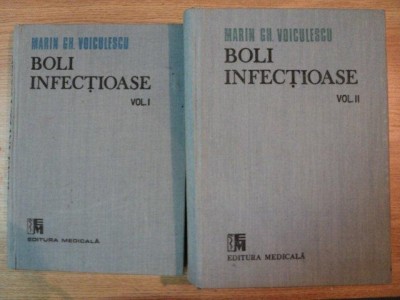 MARIN GH. VOICULESCU
BOLI
INFECȚIOASE
VOL. I
EDITURA MEDICALĂ
MARIN GH. VOICULESCU
BOLI
INFECȚIOASE
VOL. II
EDITURA MEDICALĂ